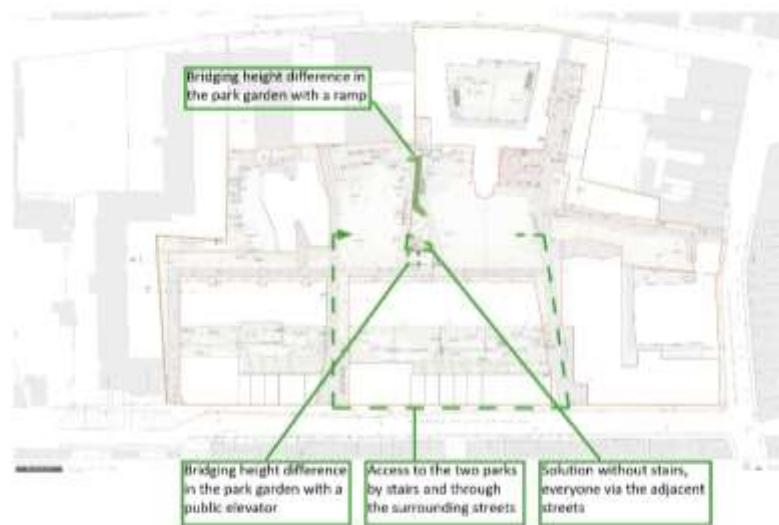 Bridging height difference in
the park garden with a ramp
Bridging height difference
in the park garden with a
public elevator
Access to the two parks
by stairs and through
the surrounding streets
Solution without stairs,
everyone via the adjacent
streets